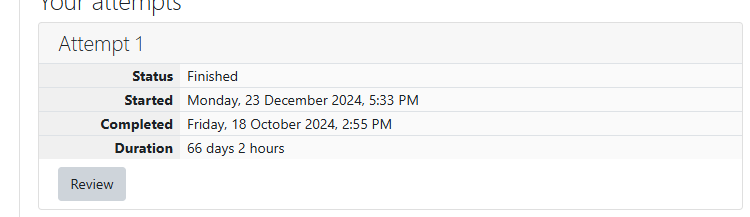 Your attempts
Attempt 1
Status Finished
Started Monday, 23 December 2024, 5:33 PM
Completed Friday, 18 October 2024, 2:55 PM
Duration 66 days 2 hours
Review